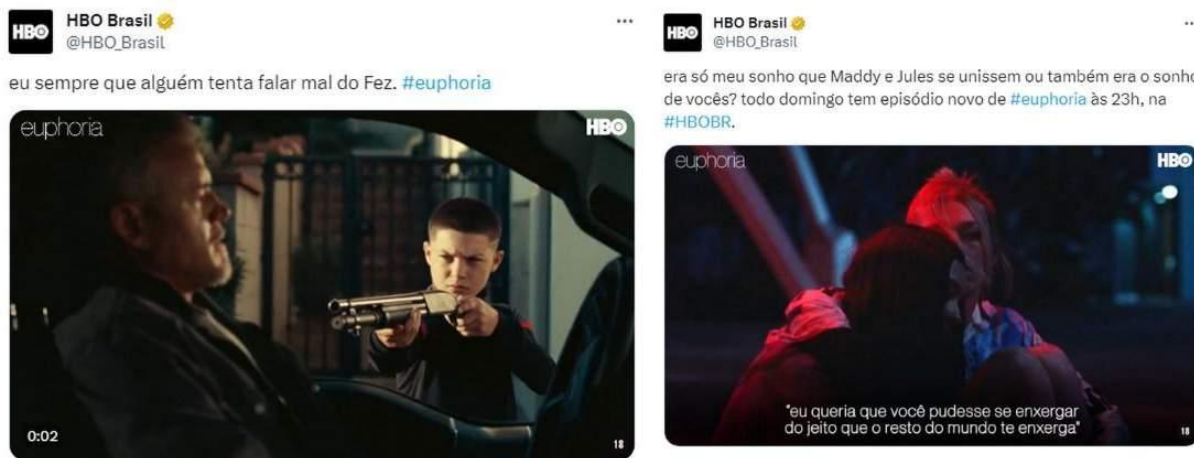 HBO Brasil
@HBO_Brasil
eu sempre que alguém tenta falar mal do Fez. #euphoria
euphoria
HBO
0:02
18
HBO Brasil
@HBO_Brasil
era só meu sonho que Maddy e Jules se unissem ou também era o sonho
de vocês? todo domingo tem episódio novo de #euphoria às 23h, na
#HBOBR.
euphoria
HBO
"eu queria que você pudesse se enxergar
do jeito que o resto do mundo te enxerga"
18